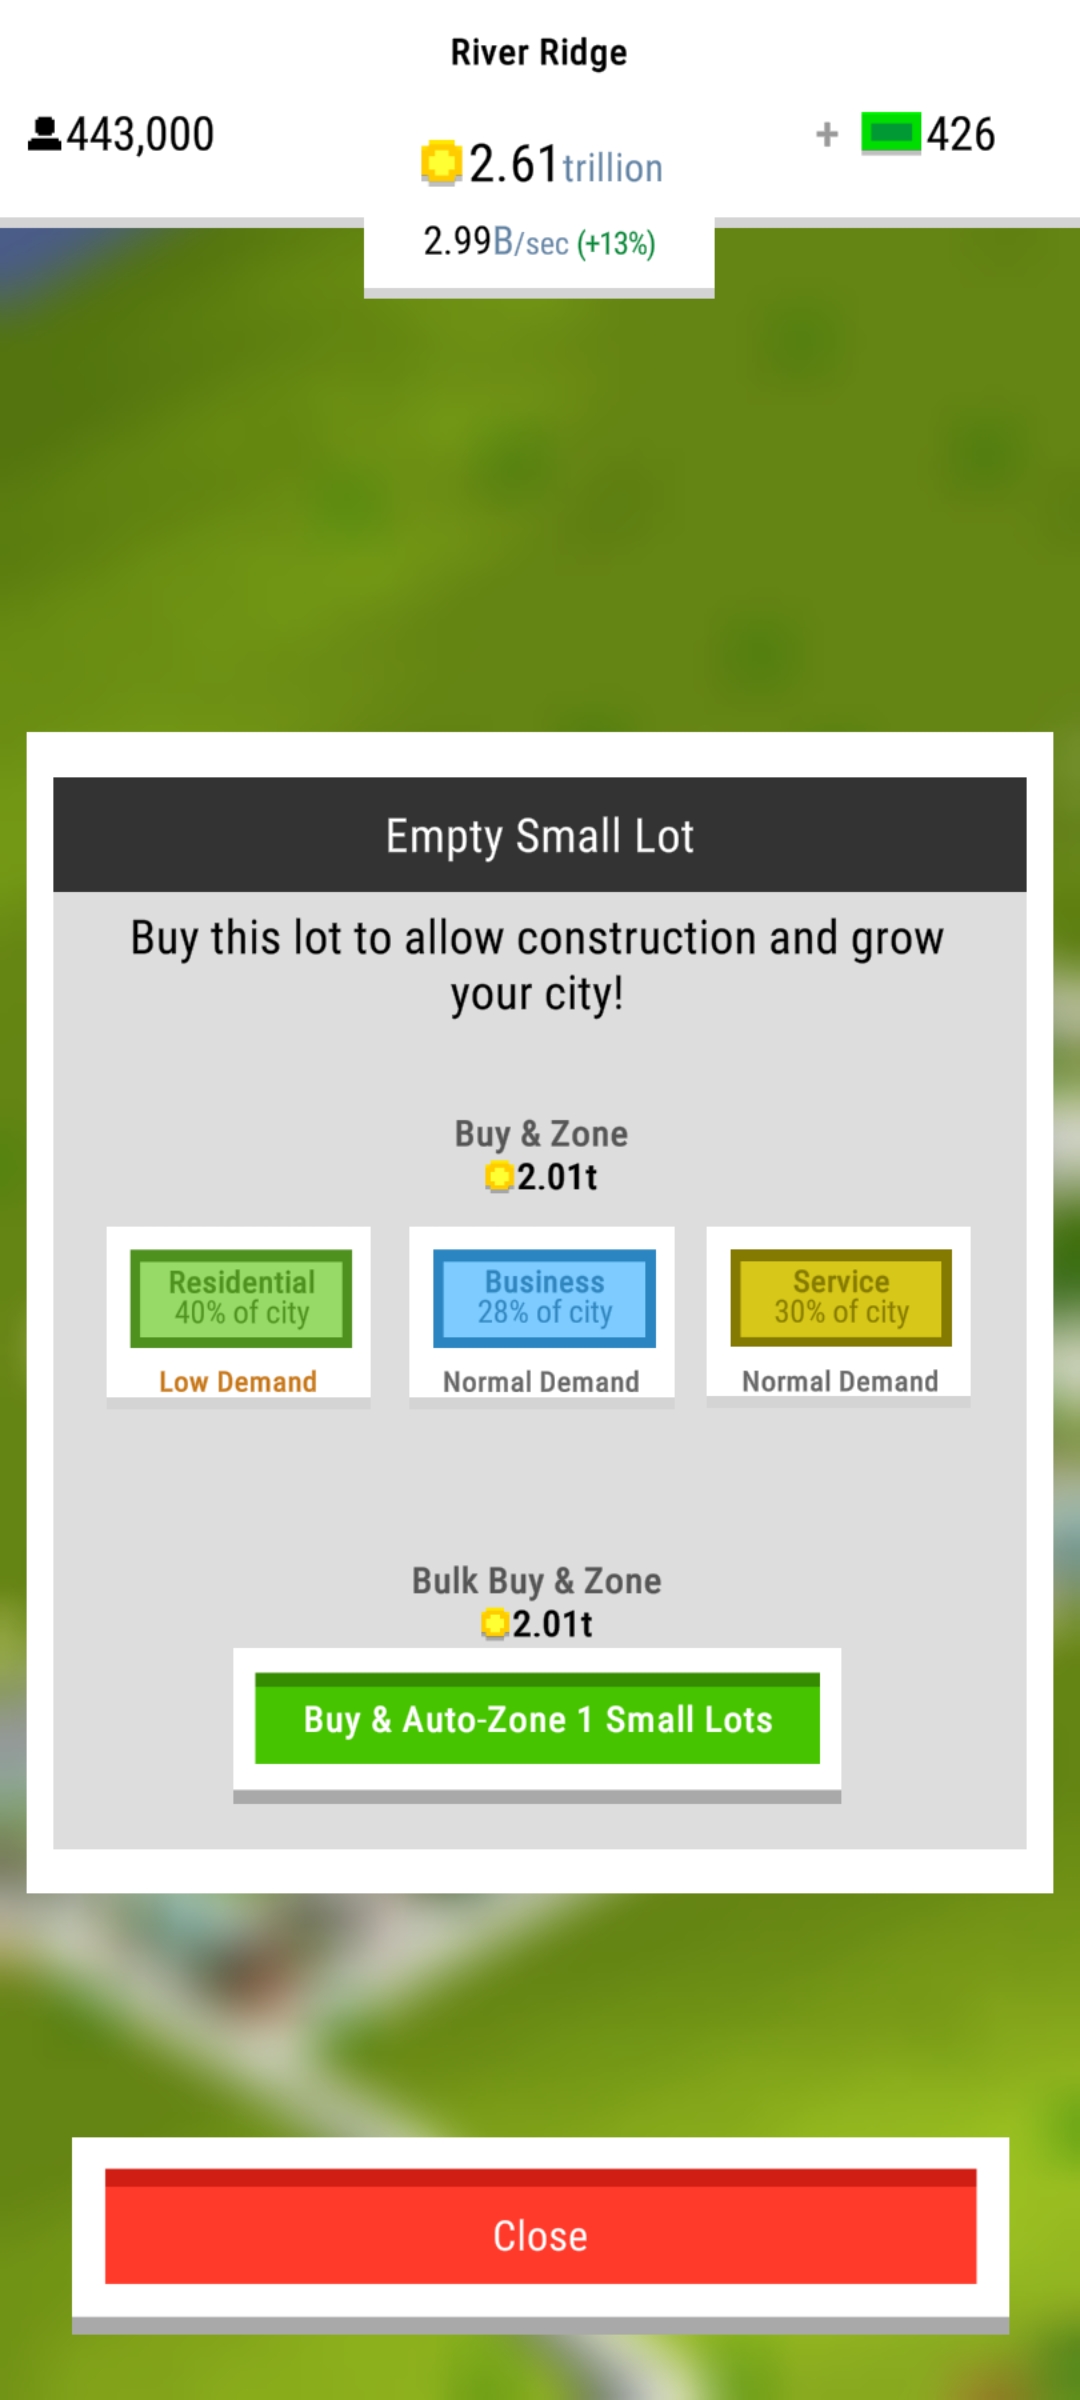 River Ridge
443,000
2.61trillion
+ 426
2.99B/sec (+13%)
Empty Small Lot
Buy this lot to allow construction and grow
your city!
Buy & Zone
2.01t
Residential
40% of city
Low Demand
Business
28% of city
Normal Demand
Service
30% of city
Normal Demand
Bulk Buy & Zone
2.01t
Buy & Auto-Zone 1 Small Lots
Close